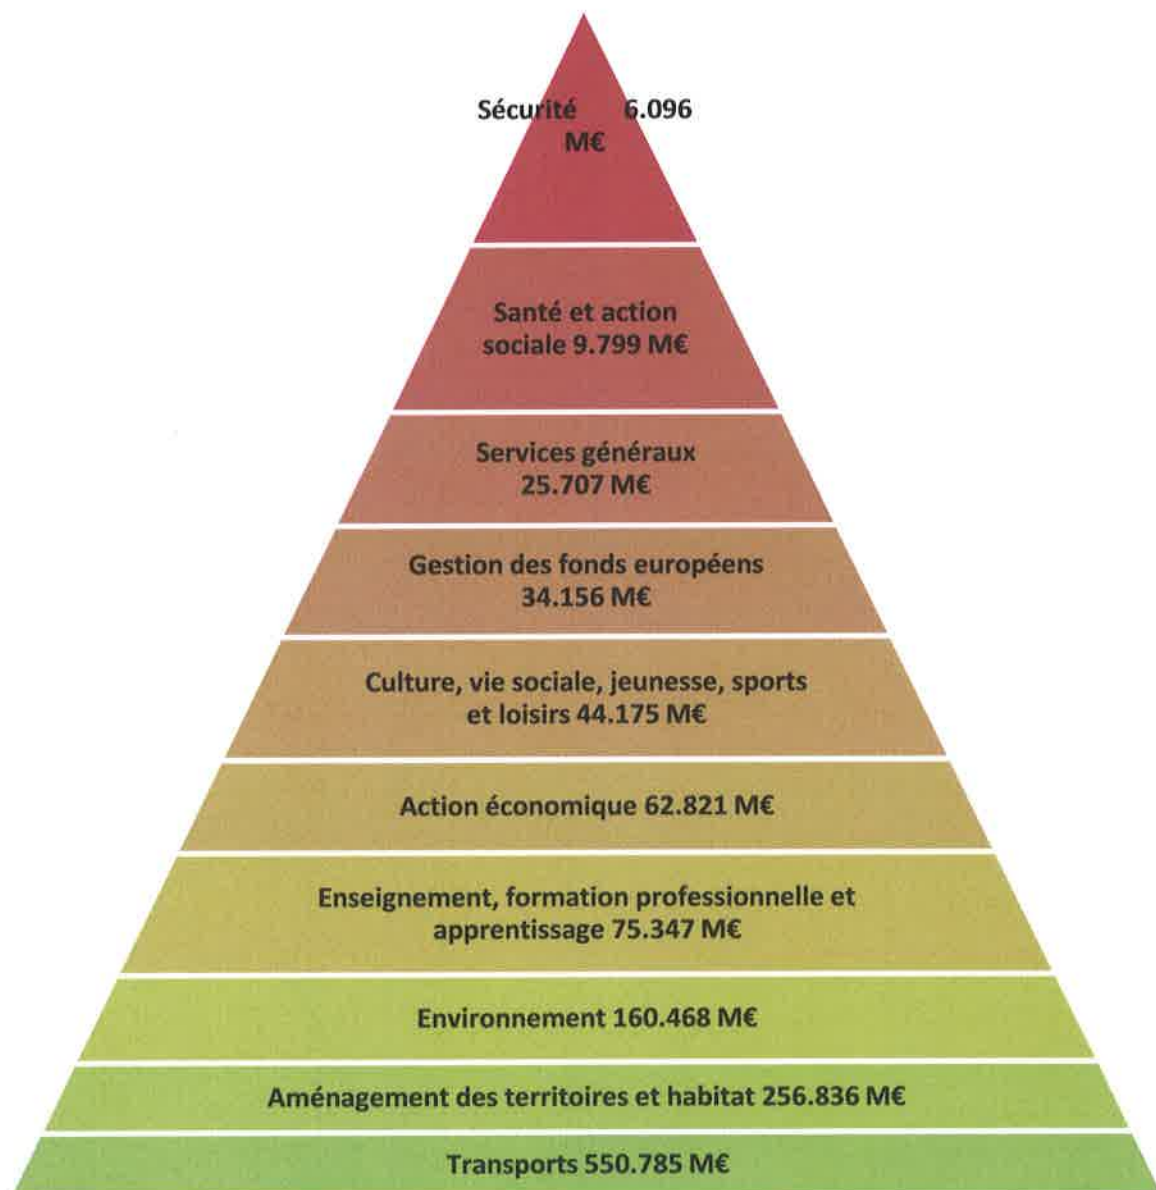 Sécurité 6.096
M€
Santé et action
sociale 9.799 M€
Services généraux
25.707 M€
Gestion des fonds européens
34.156 M€
Culture, vie sociale, jeunesse, sports
et loisirs 44.175 M€
Action économique 62.821 M€
Enseignement, formation professionnelle et
apprentissage 75.347 M€
Environnement 160.468 M€
Aménagement des territoires et habitat 256.836 M€
Transports 550.785 M€